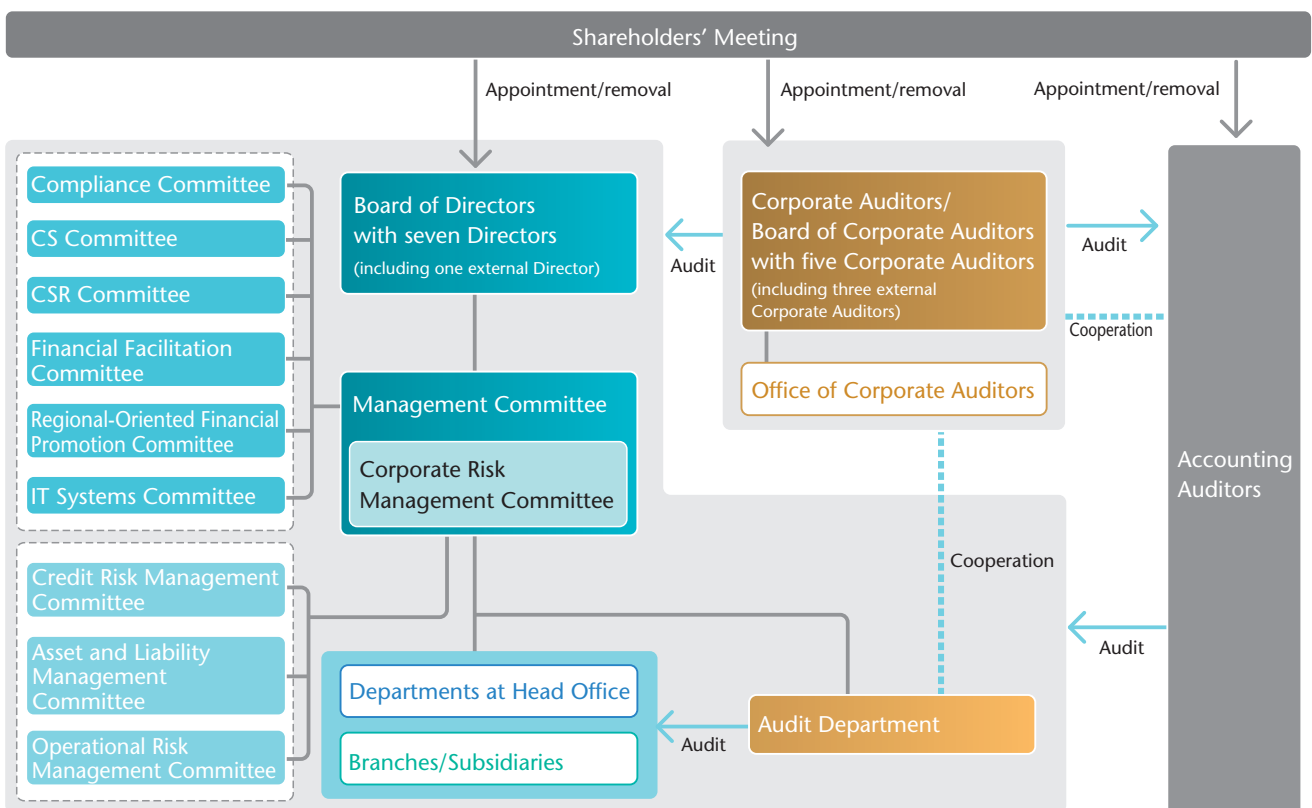 Shareholders' Meeting
Appointment/removal
Appointment/removal
Appointment/removal
Compliance Committee
CS Committee
CSR Committee
Financial Facilitation
Committee
Regional-Oriented Financial
Promotion Committee
IT Systems Committee
Board of Directors
with seven Directors
(including one external Director)
Audit
Corporate Auditors/
Board of Corporate Auditors
with five Corporate Auditors
(including three external
Corporate Auditors)
Audit
Cooperation
Office of Corporate Auditors
Management Committee
Corporate Risk
Management Committee
Accounting
Auditors
Cooperation
Credit Risk Management
Committee
Asset and Liability
Management
Committee
Operational Risk
Management Committee
Departments at Head Office
Branches/Subsidiaries
Audit
Audit Department
Audit